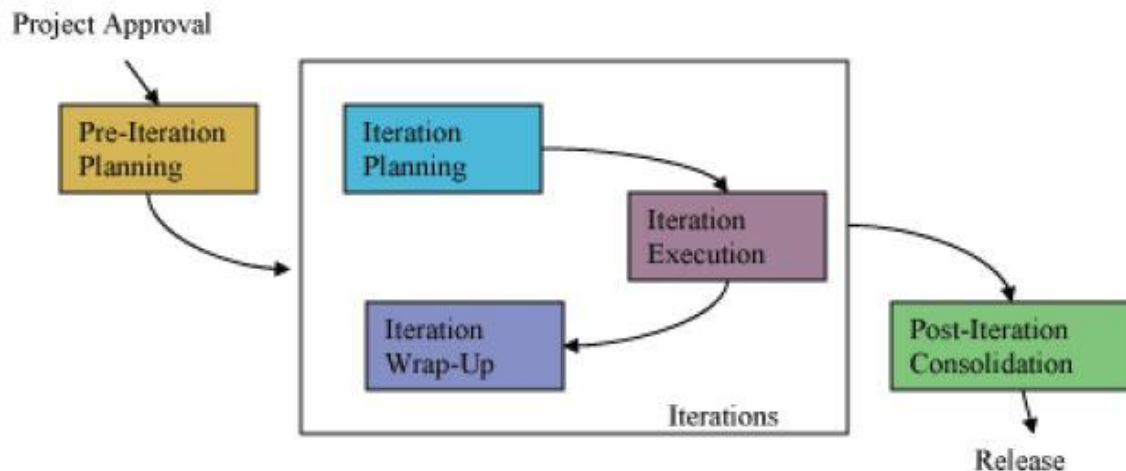 Project Approval
Pre-Iteration
Planning
Iteration
Planning
Iteration
Execution
Iteration
Wrap-Up
Iterations
Post-Iteration
Consolidation
Release